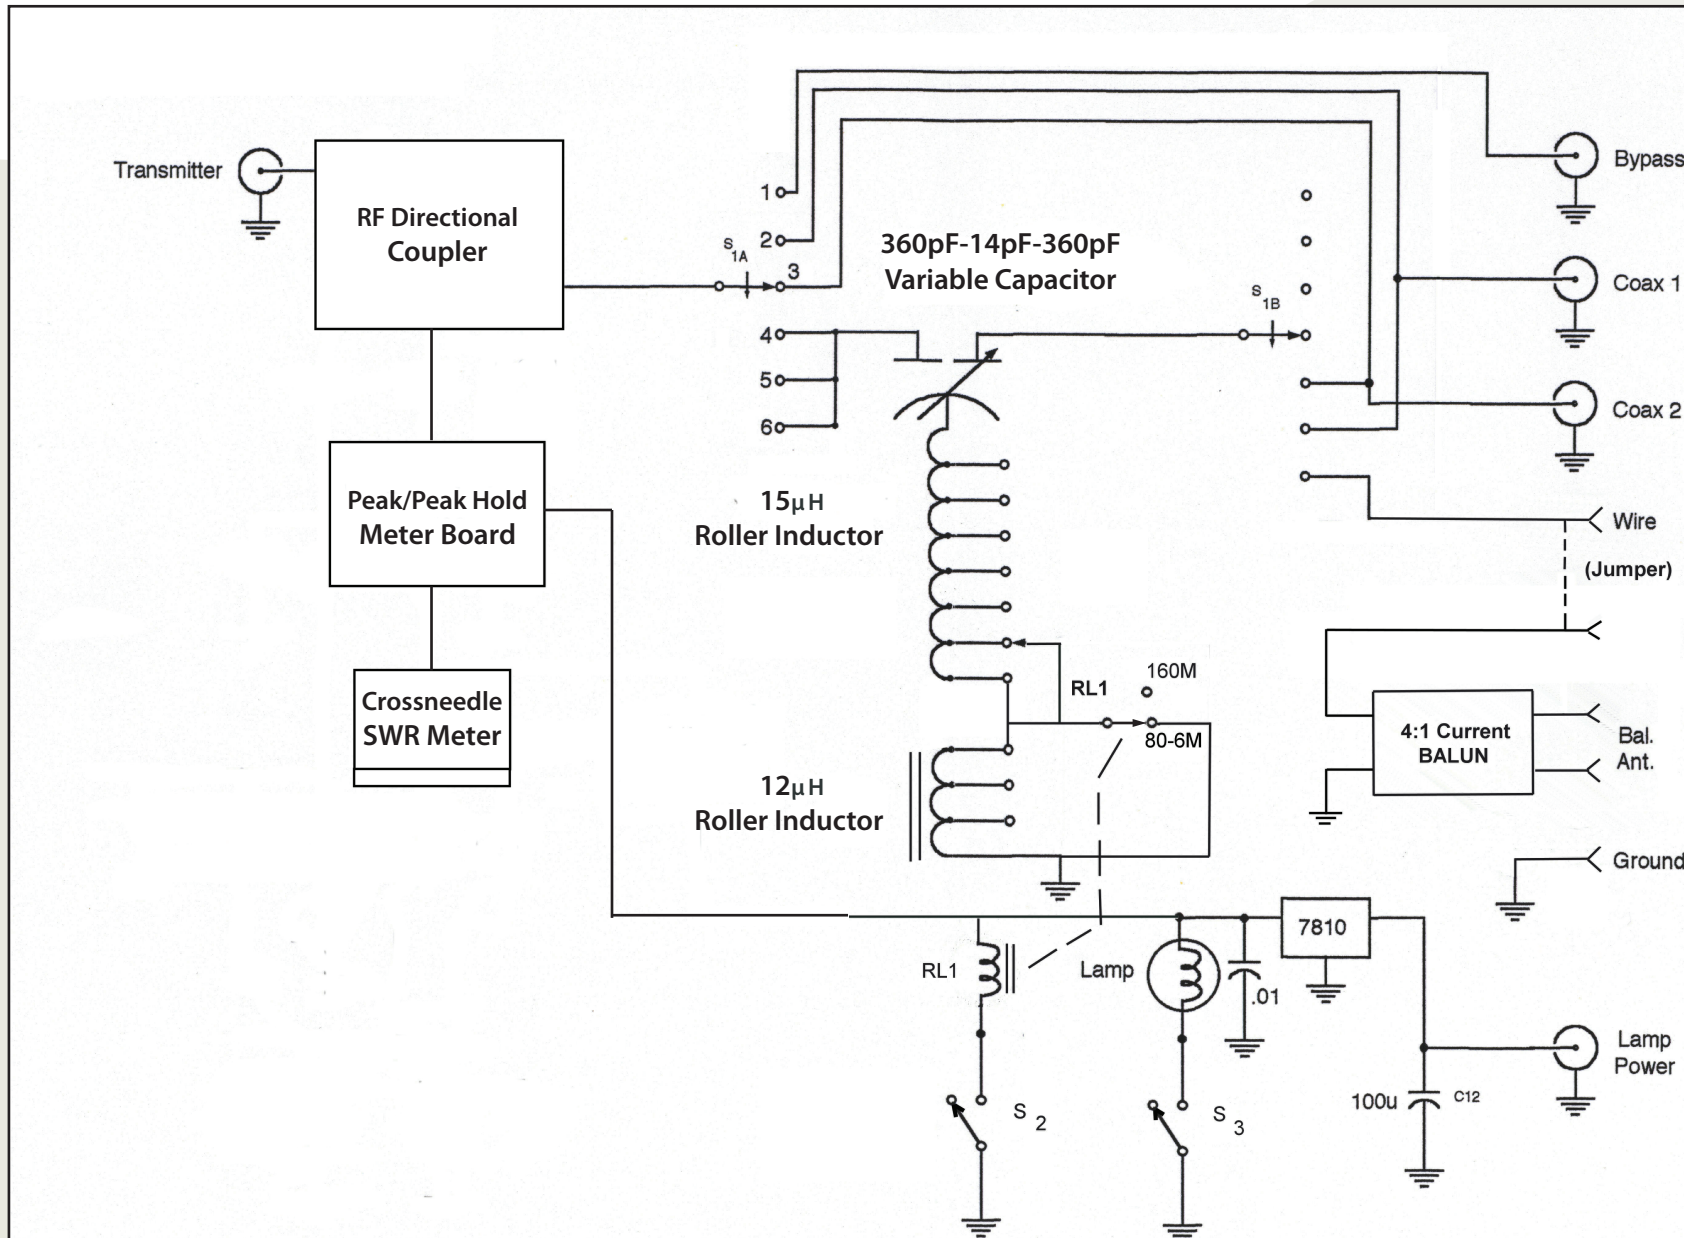 Transmitter
RF Directional
Coupler
1
2
3
4
5
6
S 1A
360pF-14pF-360pF
Variable Capacitor
S 1B
Bypass
Coax 1
Coax 2
Wire
(Jumper)
Peak/Peak Hold
Meter Board
15μH
Roller Inductor
Crossneedle
SWR Meter
RL1
160M
80-6M
12μH
Roller Inductor
4:1 Current
BALUN
Bal.
Ant.
Ground
RL1
Lamp
.01
7810
Lamp
Power
100u
C12
S 2
S 3